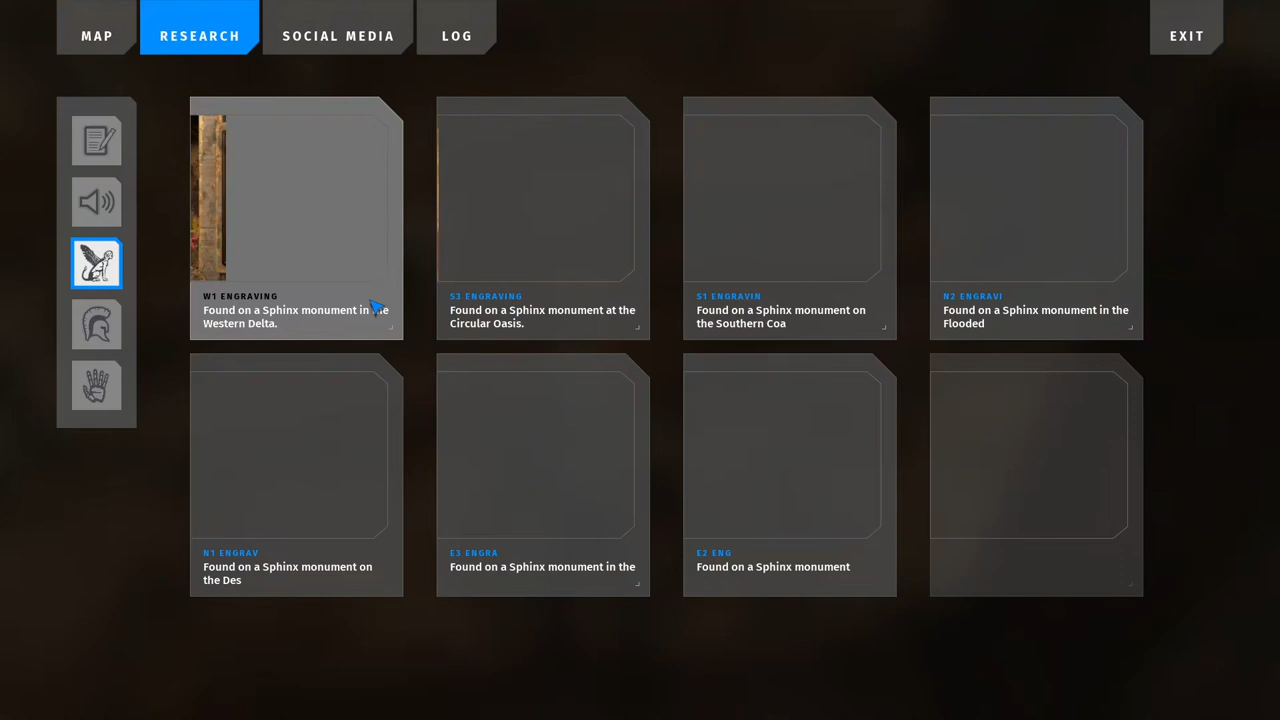 MAP
RESEARCH
SOCIAL MEDIA
LOG
EXIT
W1 ENGRAVING
Found on a Sphinx monument in the
Western Delta.
S3 ENGRAVING
Found on a Sphinx monument at the
Circular Oasis.
S1 ENGRAVIN
Found on a Sphinx monument on
the Southern Coa
N2 ENGRAVI
Found on a Sphinx monument in the
Flooded
N1 ENGRAV
Found on a Sphinx monument on
the Des
E3 ENGRA
Found on a Sphinx monument in the
E2 ENG
Found on a Sphinx monument